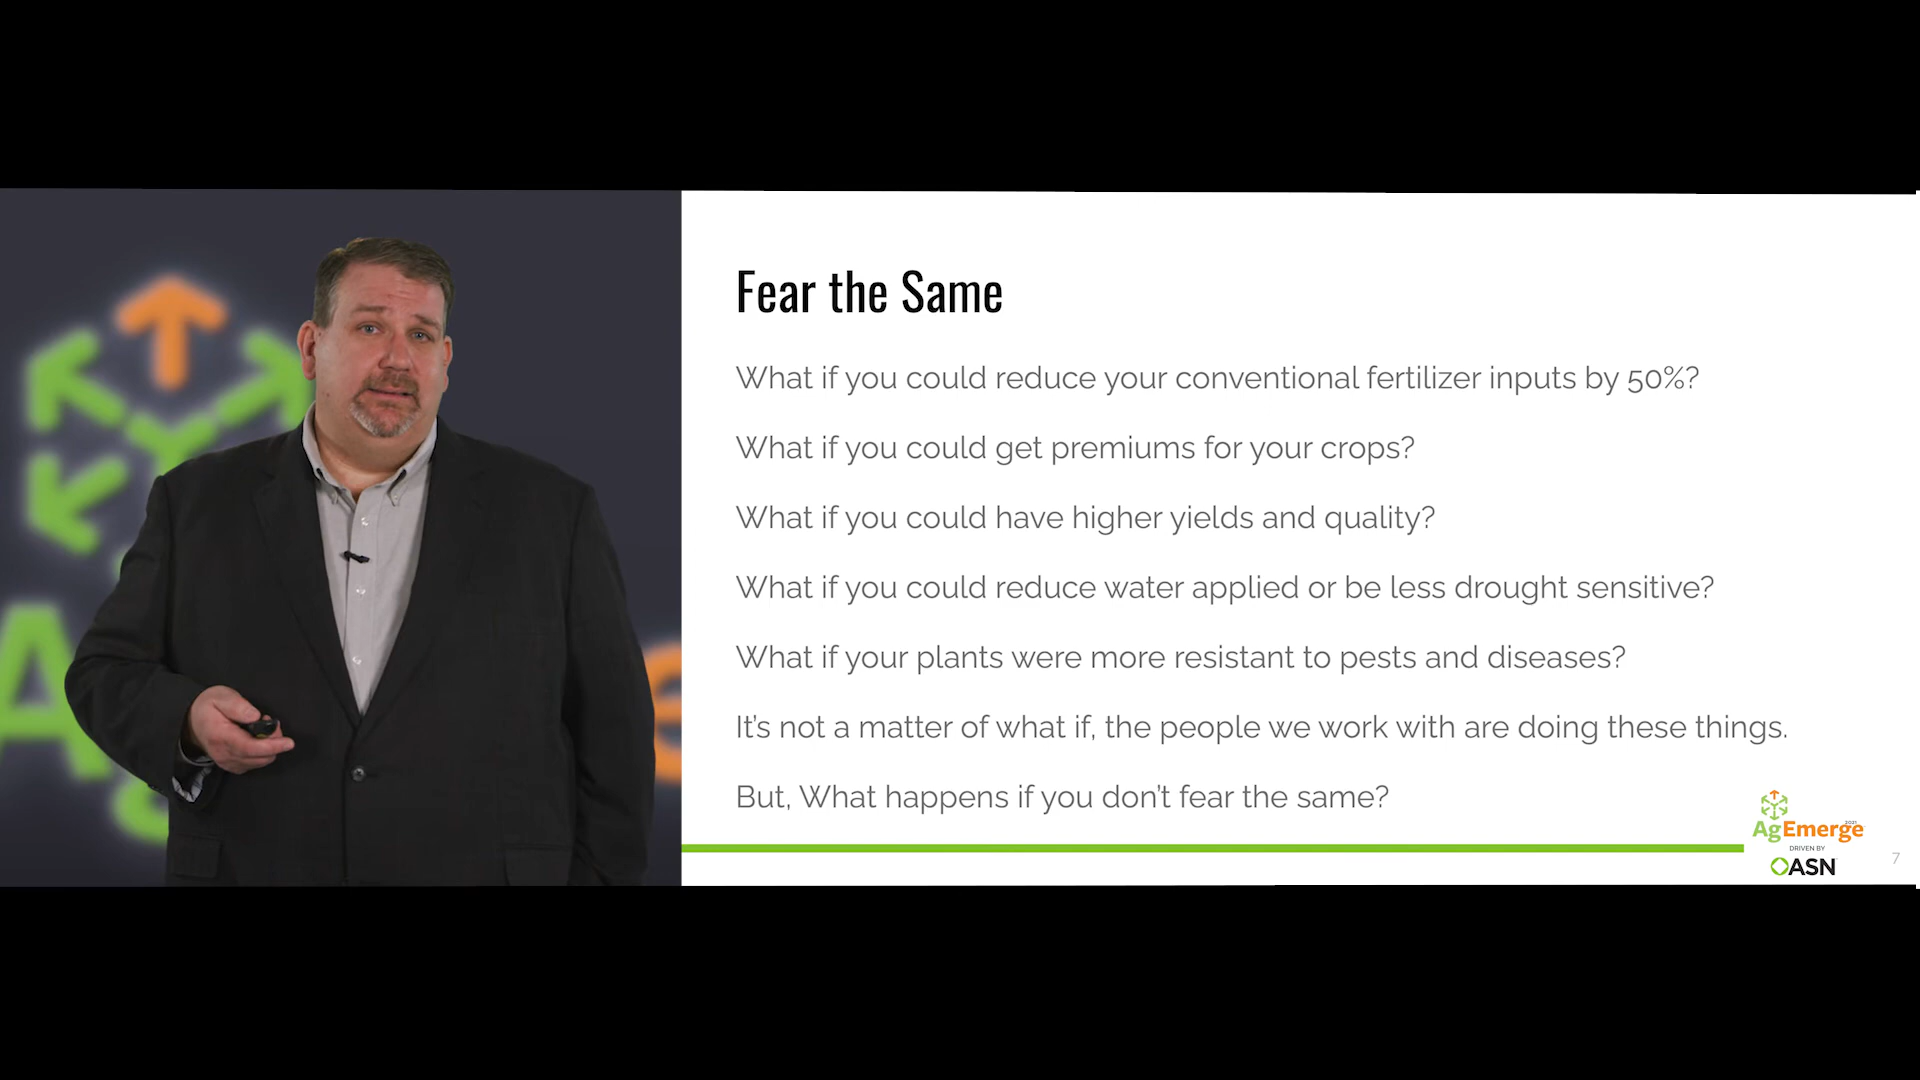 Fear the Same
What if you could reduce your conventional fertilizer inputs by 50%?
What if you could get premiums for your crops?
What if you could have higher yields and quality?
What if you could reduce water applied or be less drought sensitive?
What if your plants were more resistant to pests and diseases?
It's not a matter of what if, the people we work with are doing these things.
But, What happens if you don't fear the same?
2021
AgEmerge
DRIVEN BY
ASN
7
A
e